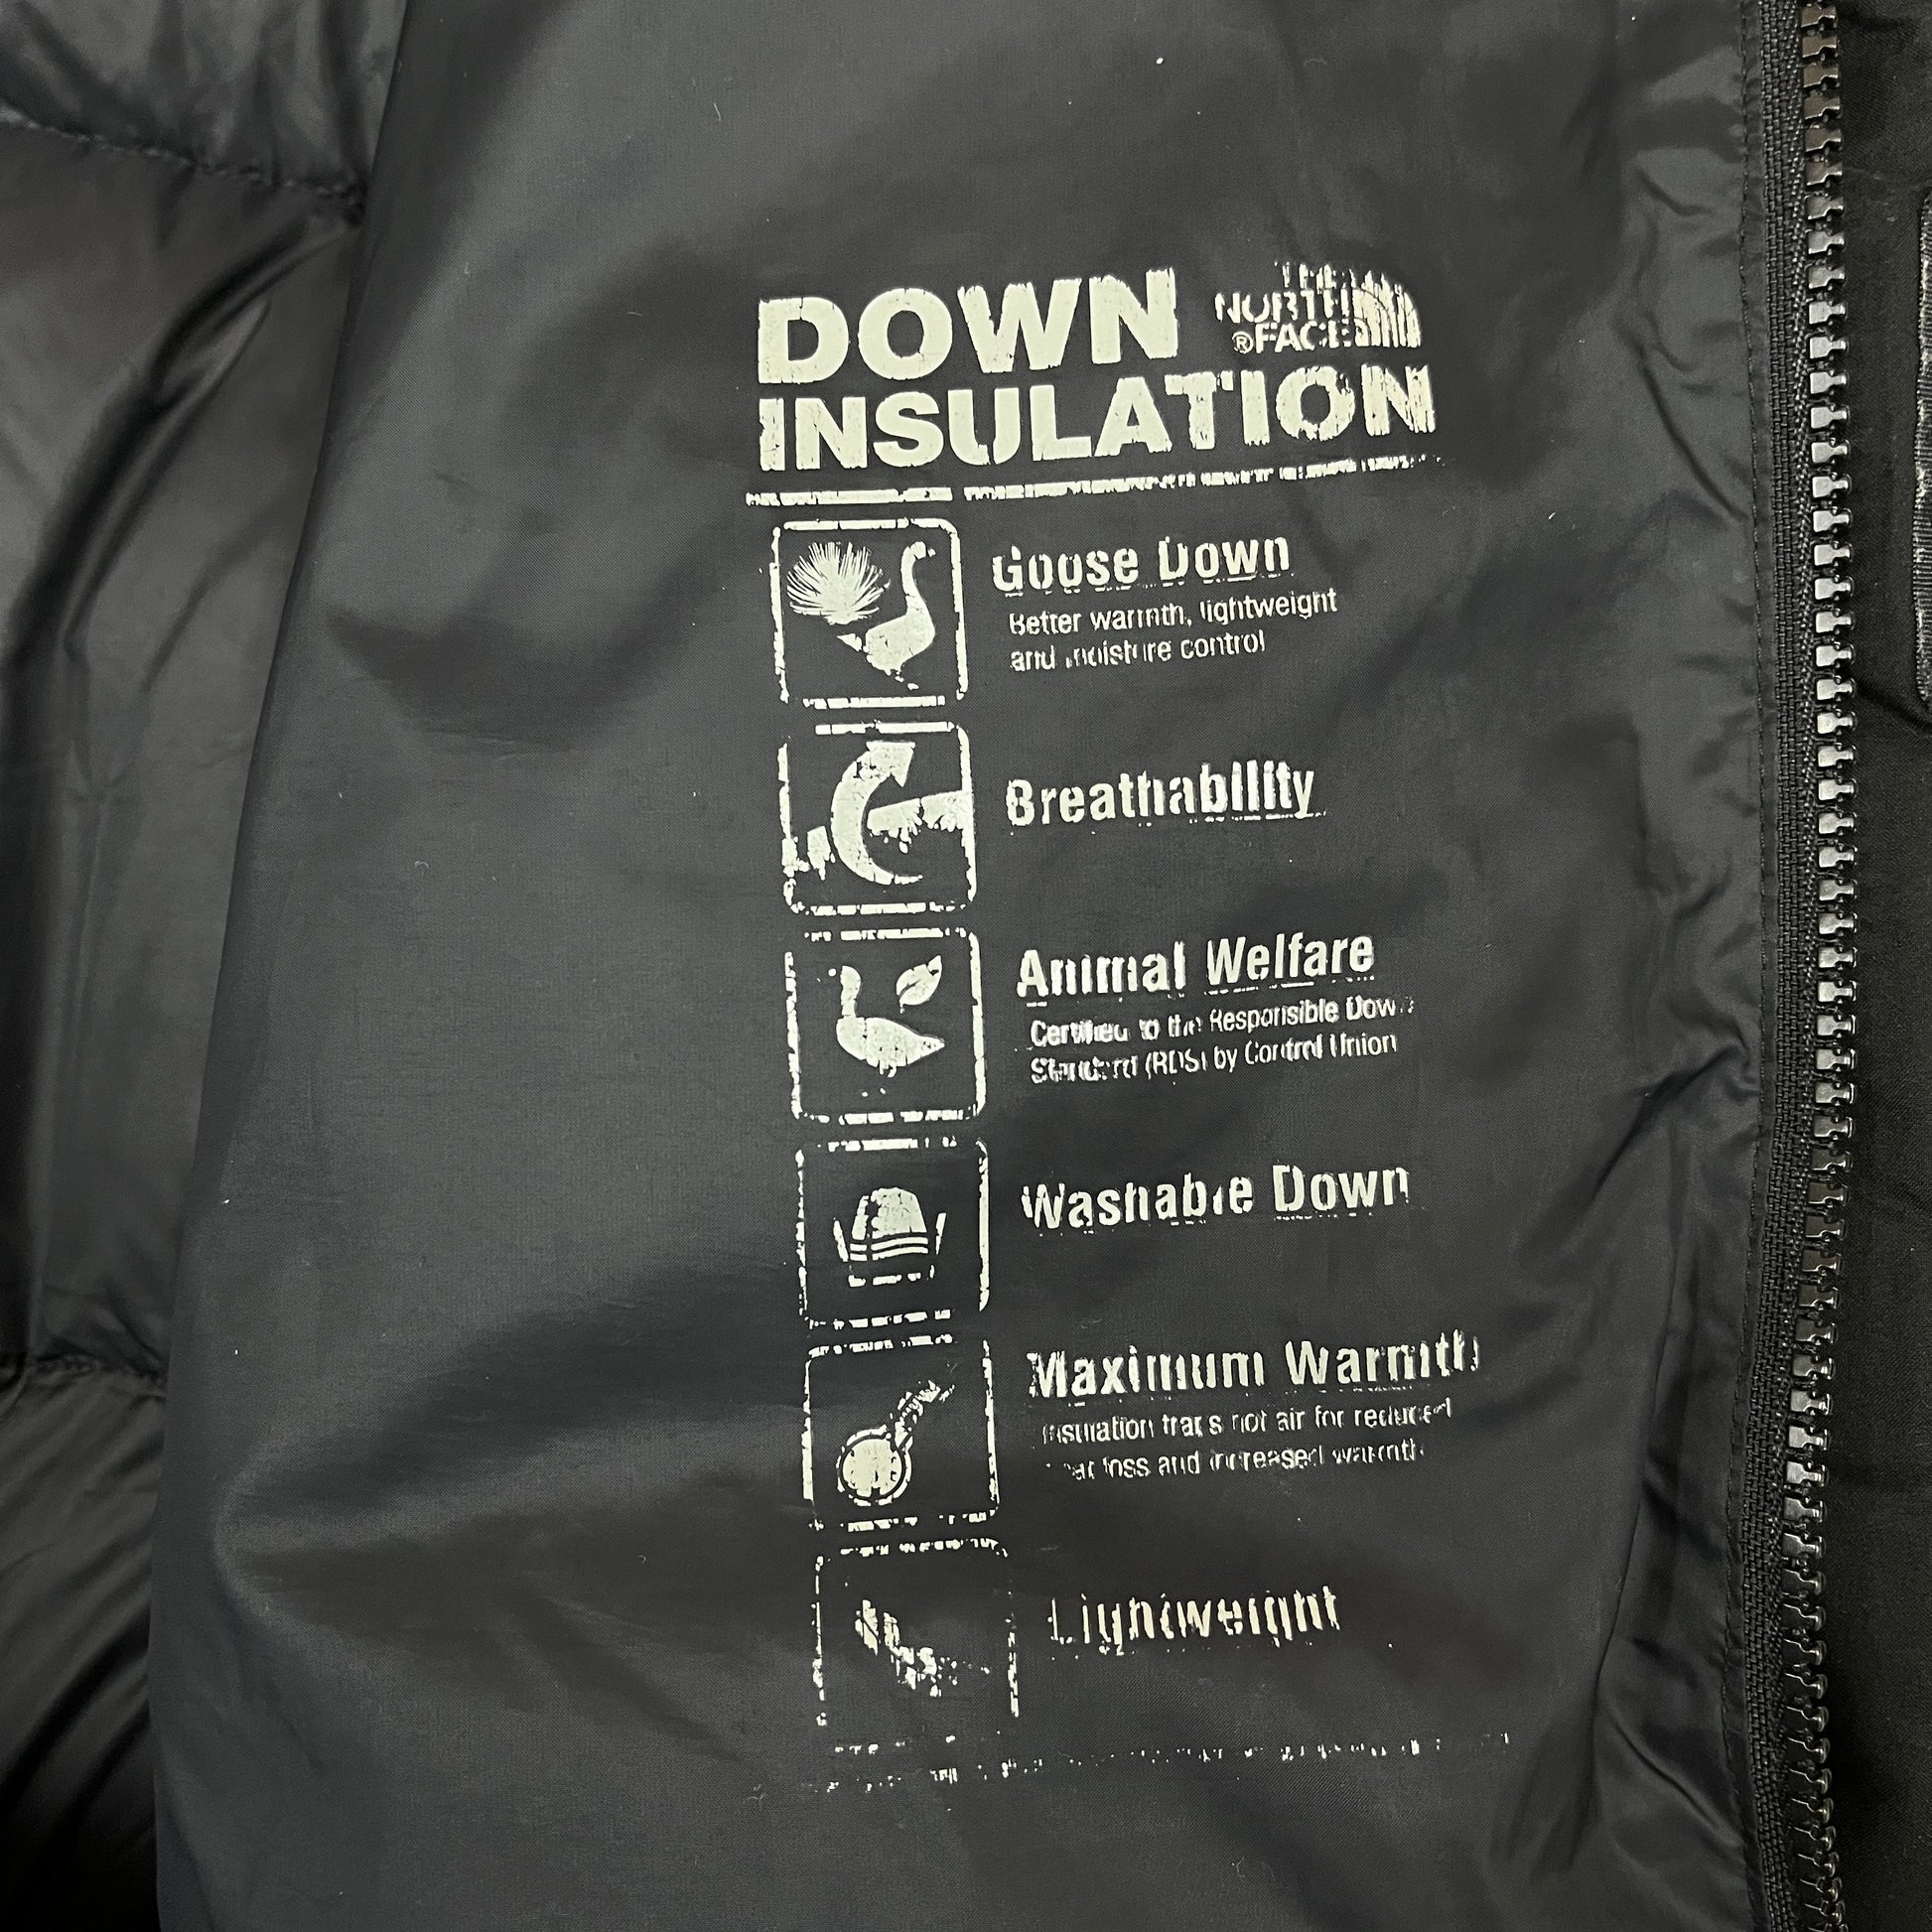 DOWN
THE
NORTH
®FACE
INSULATION
Goose Down
Better warmth, lightweight
and moisture control
Breathability
Animal Welfare
Certified to the Responsible Down
Standard (RDS) by Control Union
Washable Down
Maximum Warmth
Insulation traps hot air for reduced
heat loss and increased warmth
Lightweight